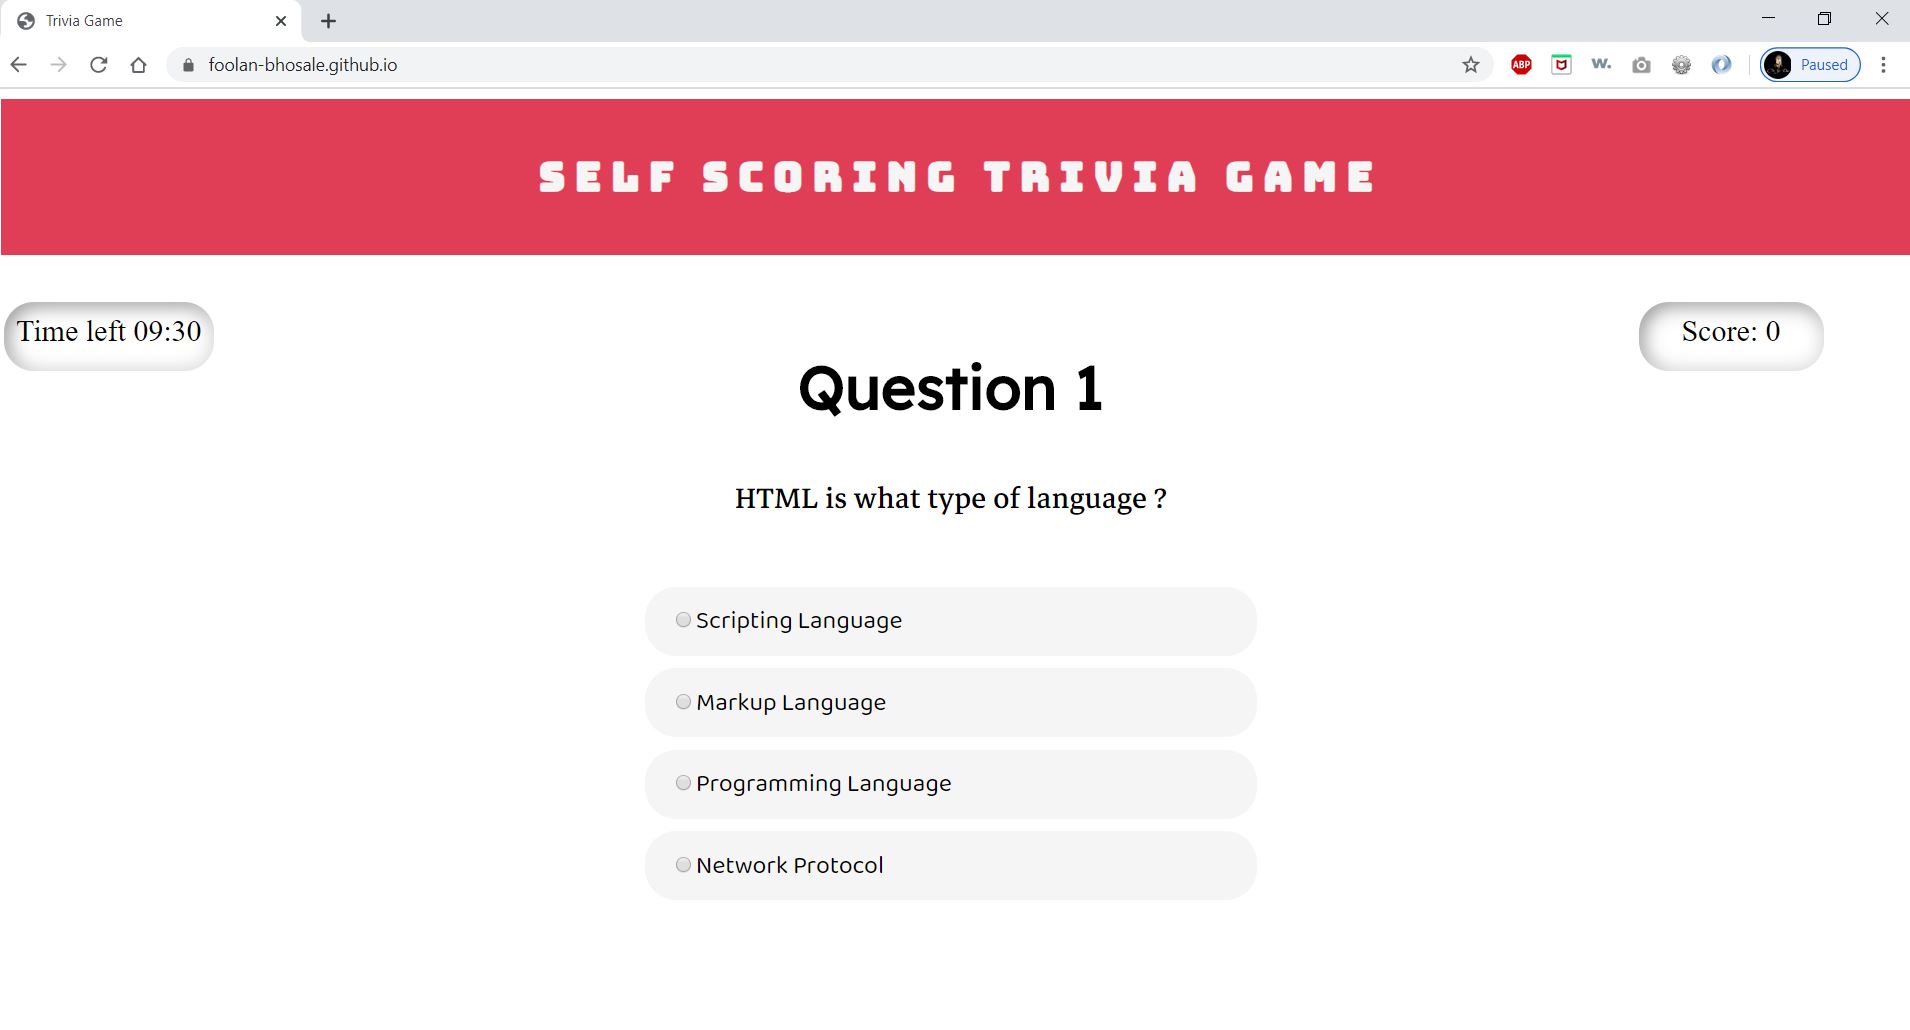 Trivia Game
foolan-bhosale.github.io
ABP
w.
Paused
SELF SCORING TRIVIA GAME
Time left 09:30
Score: 0
Question 1
HTML is what type of language ?
Scripting Language
Markup Language
Programming Language
Network Protocol